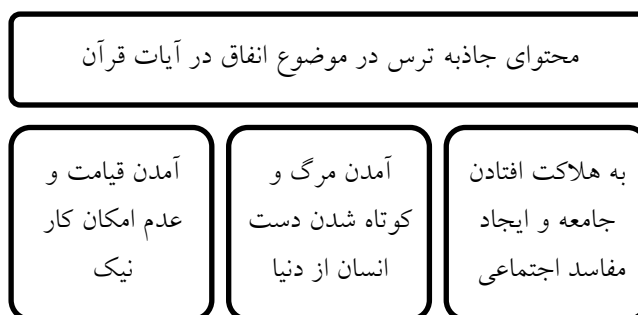 محتوای جاذبه ترس در موضوع انفاق در آیات قرآن
به هلاکت افتادن
جامعه و ایجاد
مفاسد اجتماعی
آمدن مرگ و
کوتاه شدن دست
انسان از دنیا
آمدن قیامت و
عدم امکان کار
نیک